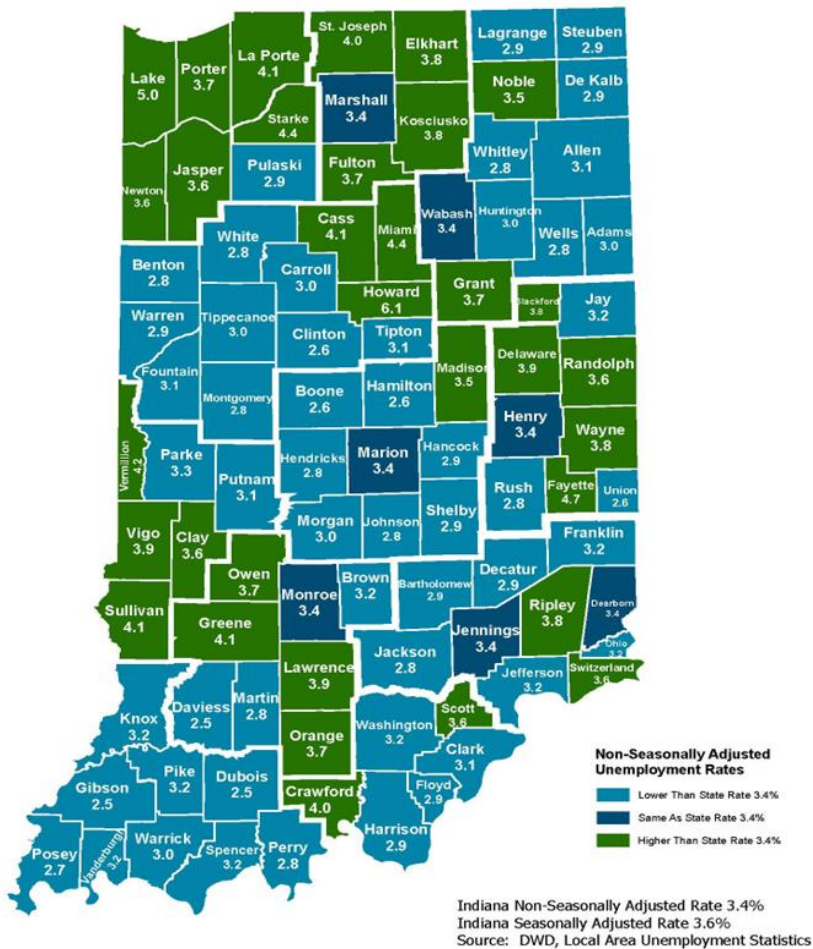 St. Joseph
4.0
Elkhart
3.8
Lagrange
2.9
Steuben
2.9
Lake
5.0
Porter
3.7
La Porte
4.1
Noble
3.5
De Kalb
2.9
Marshall
3.4
Starke
4.4
Kosciusko
3.8
Whitley
2.8
Allen
3.1
Newton
3.6
Jasper
3.6
Pulaski
2.9
Fulton
3.7
Wabash
3.4
Huntington
3.0
Wells
2.8
Adams
3.0
White
2.8
Cass
4.1
Miami
4.4
Benton
2.8
Carroll
3.0
Howard
6.1
Grant
3.7
Blackford
3.8
Jay
3.2
Warren
2.9
Tippecanoe
3.0
Clinton
2.6
Tipton
3.1
Madison
3.5
Delaware
3.9
Randolph
3.6
Fountain
3.1
Montgomery
2.8
Boone
2.6
Hamilton
2.6
Henry
3.4
Wayne
3.8
Vermillion
4.2
Parke
3.3
Putnam
3.1
Hendricks
2.8
Marion
3.4
Hancock
2.9
Rush
2.8
Fayette
4.7
Union
2.6
Vigo
3.9
Clay
3.6
Morgan
3.0
Johnson
2.8
Shelby
2.9
Franklin
3.2
Owen
3.7
Monroe
3.4
Brown
3.2
Bartholomew
2.9
Decatur
2.9
Ripley
3.8
Dearborn
3.4
Ohio
3.2
Sullivan
4.1
Greene
4.1
Jackson
2.8
Jennings
3.4
Jefferson
3.2
Switzerland
3.6
Lawrence
3.9
Knox
3.2
Daviess
2.5
Martin
2.8
Orange
3.7
Washington
3.2
Scott
3.6
Clark
3.1
Gibson
2.5
Pike
3.2
Dubois
2.5
Crawford
4.0
Floyd
2.9
Harrison
2.9
Posey
2.7
Vanderburgh
3.2
Warrick
3.0
Spencer
3.2
Perry
2.8
Non-Seasonally Adjusted
Unemployment Rates
Lower Than State Rate 3.4%
Same As State Rate 3.4%
Higher Than State Rate 3.4%
Indiana Non-Seasonally Adjusted Rate 3.4%
Indiana Seasonally Adjusted Rate 3.6%
Source: DWD, Local Area Unemployment Statistics